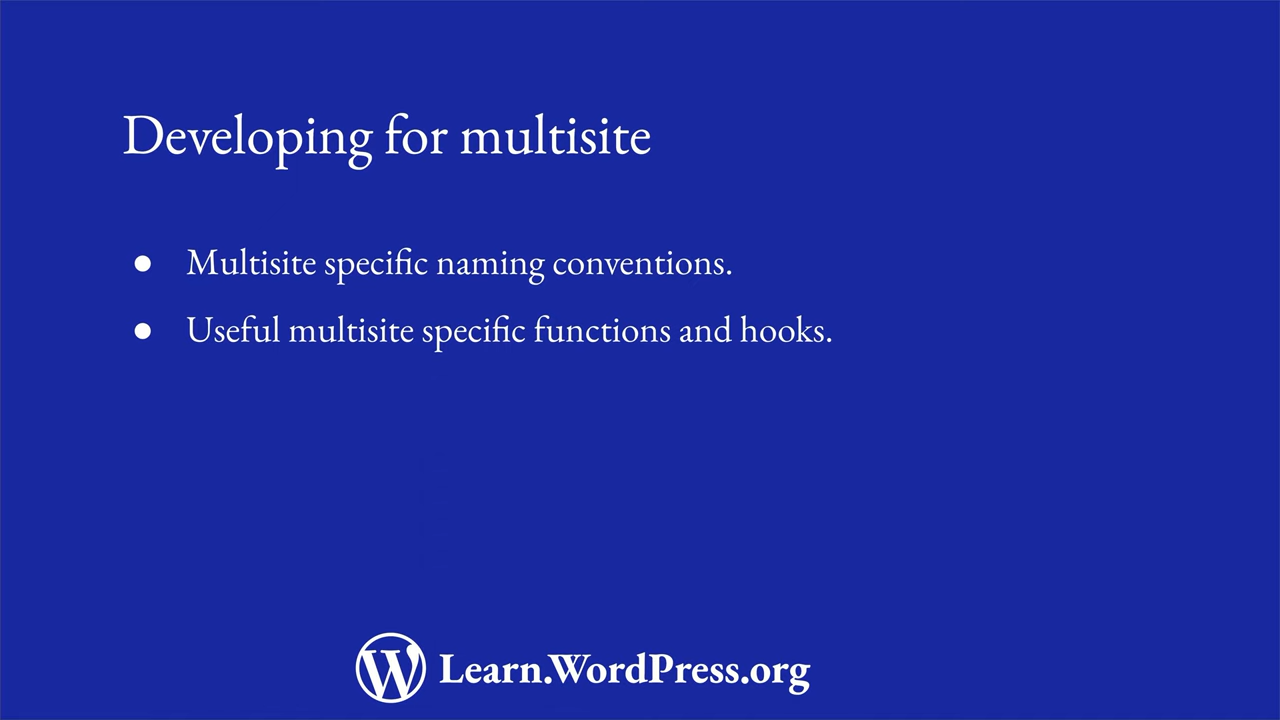 Developing for multisite
● Multisite specific naming conventions.
● Useful multisite specific functions and hooks.
Learn.WordPress.org